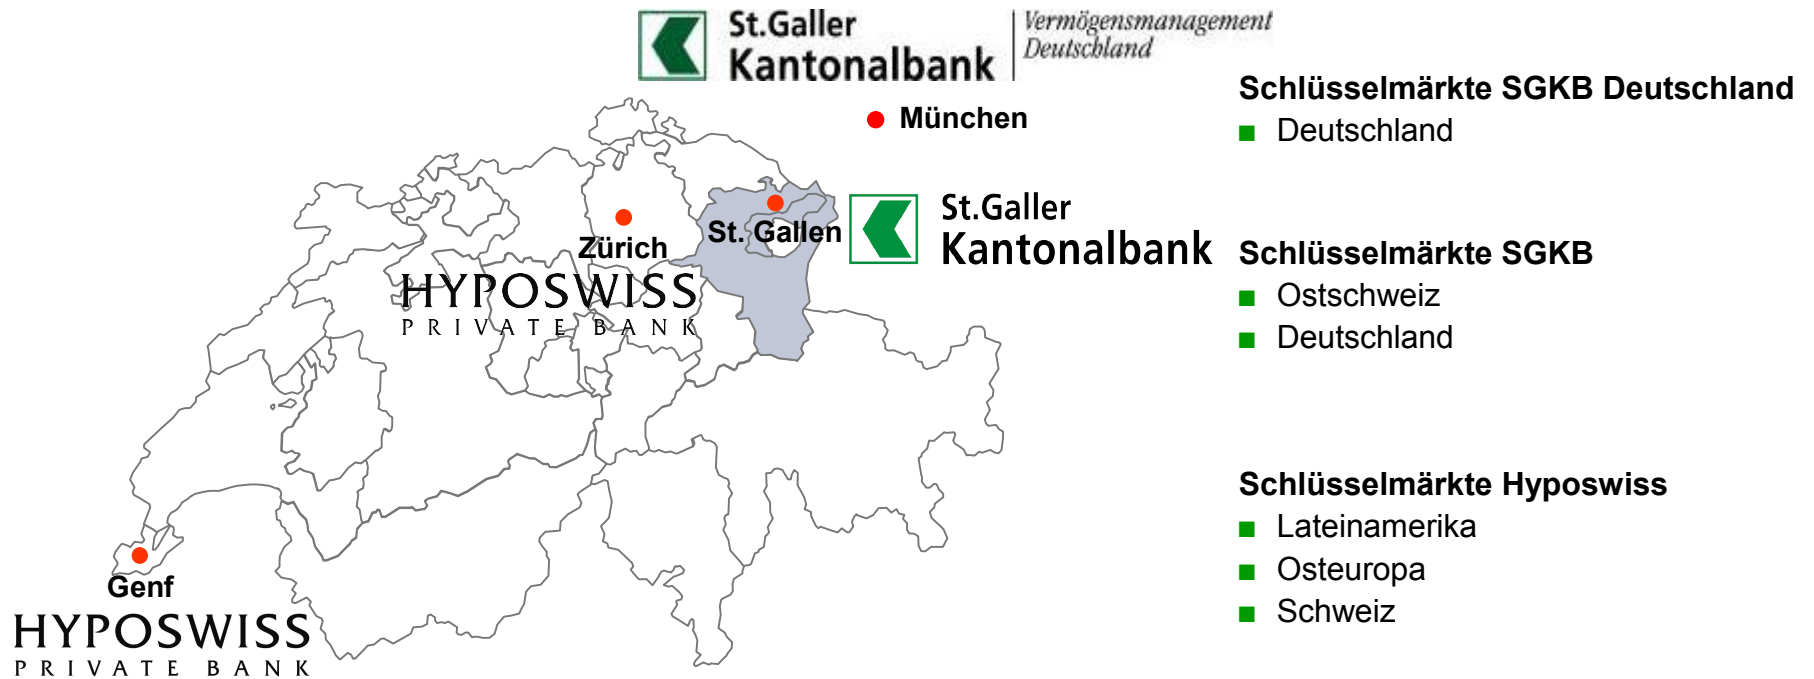 St.Galler
Kantonalbank
Vermögensmanagement
Deutschland
München
Schlüsselmärkte SGKB Deutschland
Deutschland
St. Gallen
St.Galler
Kantonalbank
Zürich
HYPOSWISS
PRIVATE BANK
Schlüsselmärkte SGKB
Ostschweiz
Deutschland
Schlüsselmärkte Hyposwiss
Lateinamerika
Osteuropa
Schweiz
Genf
HYPOSWISS
PRIVATE BANK